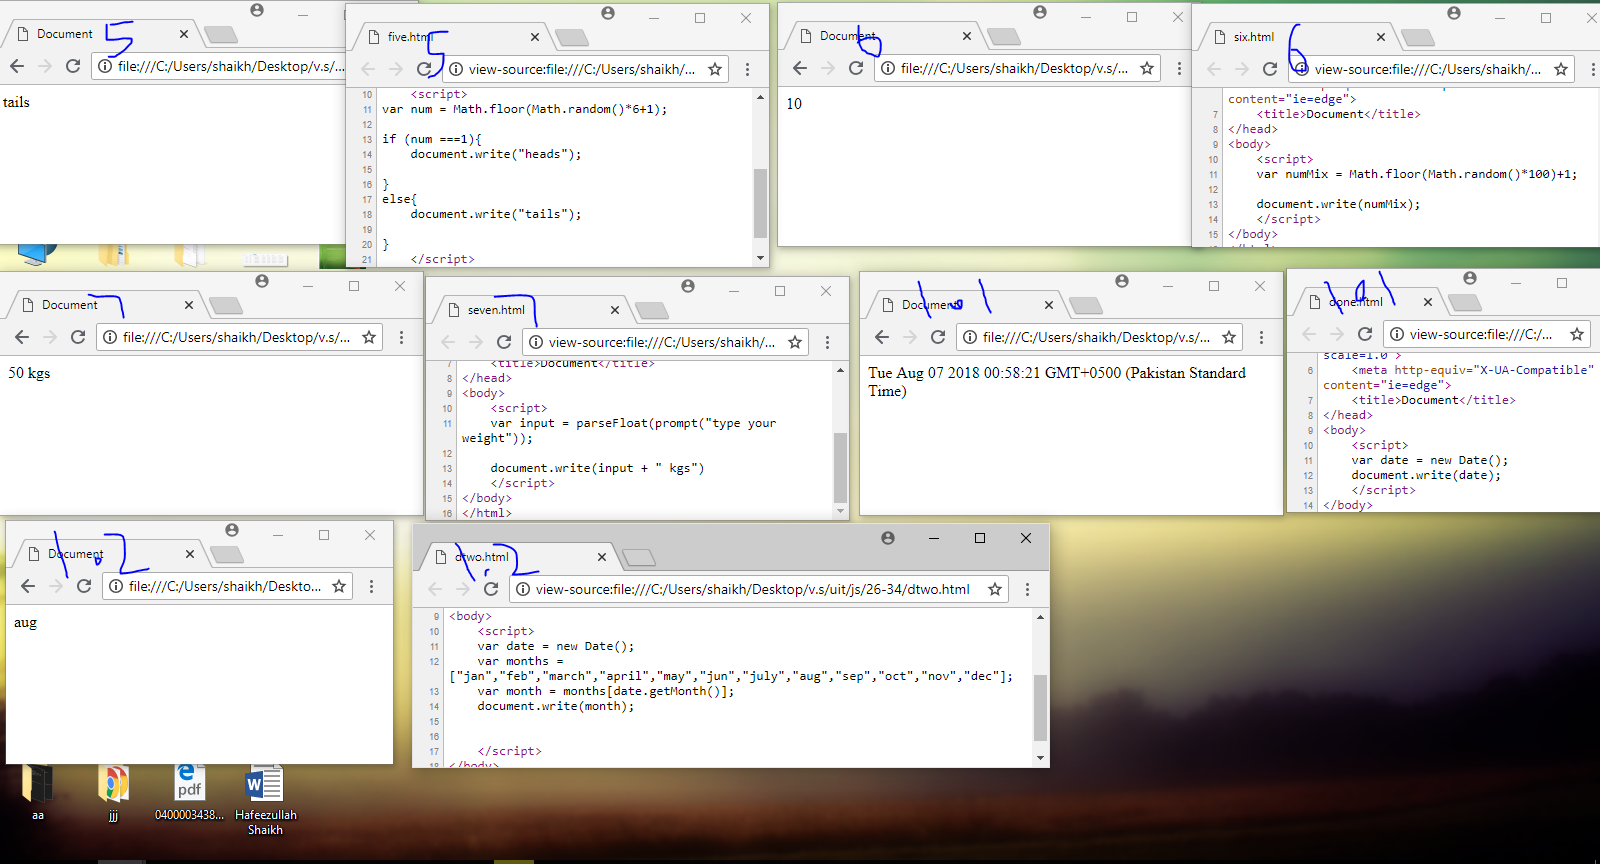 Document
5
file:///C:/Users/shaikh/Desktop/v.s/...
tails
five.html
5
view-source:file:///C:/Users/shaikh/...
10 <script>
11 var num = Math.floor(Math.random()*6+1);
12
13 if (num ===1){
14 document.write("heads");
15
16 }
17 else{
18 document.write("tails");
19
20 }
21 </script>
Document
6
file:///C:/Users/shaikh/Desktop/v.s/...
10
six.html
6
view-source:file:///C:/Users/shaikh/...
content="ie=edge">
7 <title>Document</title>
8 </head>
9 <body>
10 <script>
11 var numMix = Math.floor(Math.random()*100)+1;
12
13 document.write(numMix);
14 </script>
15 </body>
Document
7
file:///C:/Users/shaikh/Desktop/v.s/...
50 kgs
seven.html
7
view-source:file:///C:/Users/shaikh/...
7 <title>Document</title>
8 </head>
9 <body>
10 <script>
11 var input = parseFloat(prompt("type your
weight"));
12
13 document.write(input + " kgs")
14 </script>
15 </body>
16 </html>
Document
1.1
file:///C:/Users/shaikh/Desktop/v.s/...
Tue Aug 07 2018 00:58:21 GMT+0500 (Pakistan Standard
Time)
done.html
1.1
view-source:file:///C:/...
scale=1.0">
6 <meta http-equiv="X-UA-Compatible"
content="ie=edge">
7 <title>Document</title>
8 </head>
9 <body>
10 <script>
11 var date = new Date();
12 document.write(date);
13 </script>
14 </body>
Document
1.2
file:///C:/Users/shaikh/Deskto...
aug
dtwo.html
1.2
view-source:file:///C:/Users/shaikh/Desktop/v.s/uit/js/26-34/dtwo.html
9 <body>
10 <script>
11 var date = new Date();
12 var months =
["jan","feb","march","april","may","jun","july","aug","sep","oct","nov","dec"];
13 var month = months[date.getMonth()];
14 document.write(month);
15
16
17 </script>
18 </body>
aa
jjj
pdf
0400003438...
Hafeezullah
Shaikh